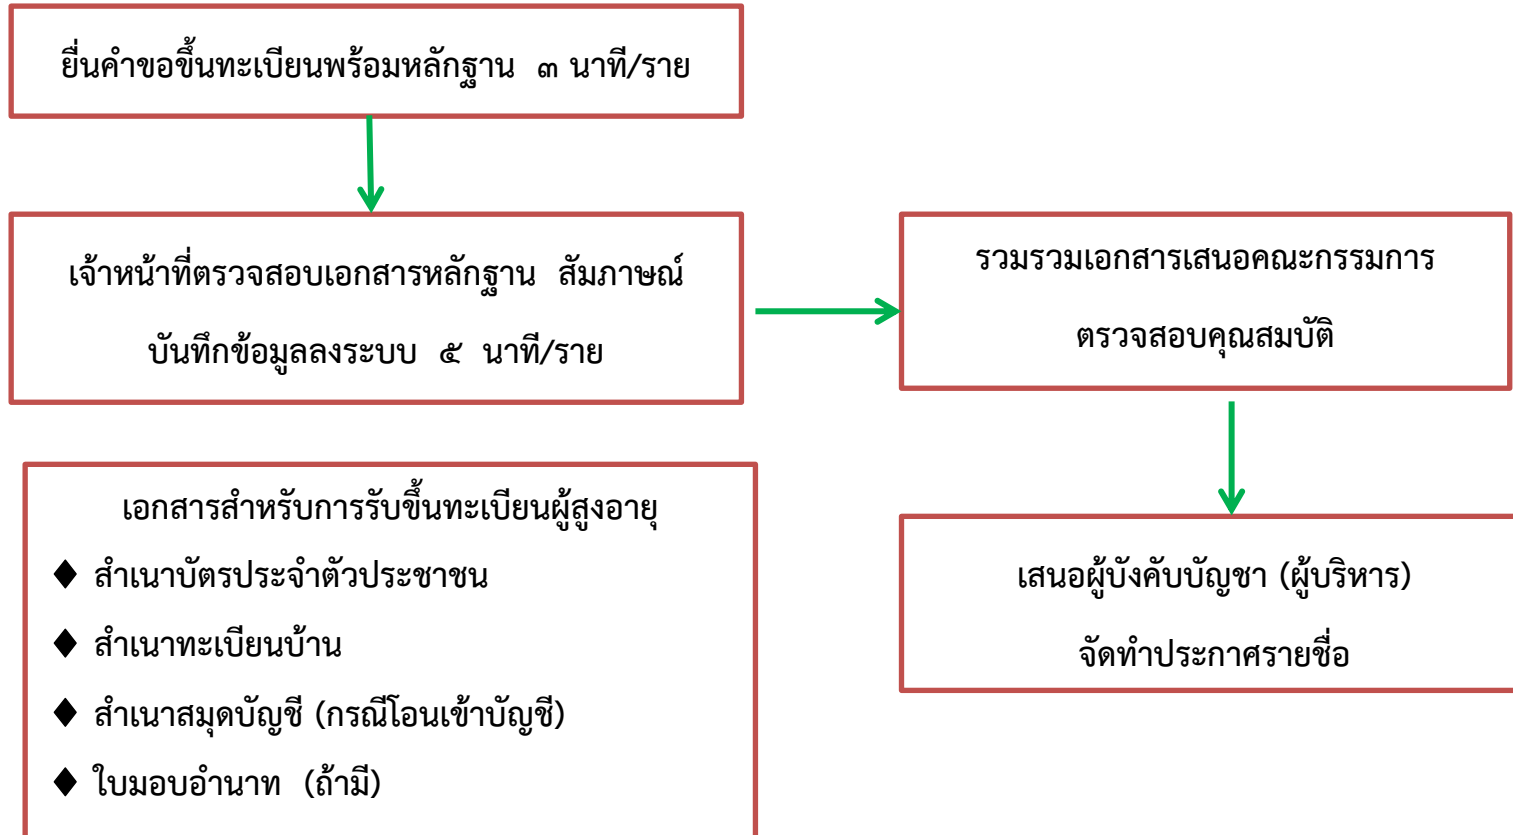 ยื่นคำขอขึ้นทะเบียนพร้อมหลักฐาน ๓ นาที/ราย
เจ้าหน้าที่ตรวจสอบเอกสารหลักฐาน สัมภาษณ์
บันทึกข้อมูลลงระบบ ๕ นาที/ราย
รวมรวมเอกสารเสนอคณะกรรมการ
ตรวจสอบคุณสมบัติ
เสนอผู้บังคับบัญชา (ผู้บริหาร)
จัดทำประกาศรายชื่อ
เอกสารสำหรับการรับขึ้นทะเบียนผู้สูงอายุ
♦ สำเนาบัตรประจำตัวประชาชน
♦ สำเนาทะเบียนบ้าน
♦ สำเนาสมุดบัญชี (กรณีโอนเข้าบัญชี)
♦ ใบมอบอำนาท (ถ้ามี)